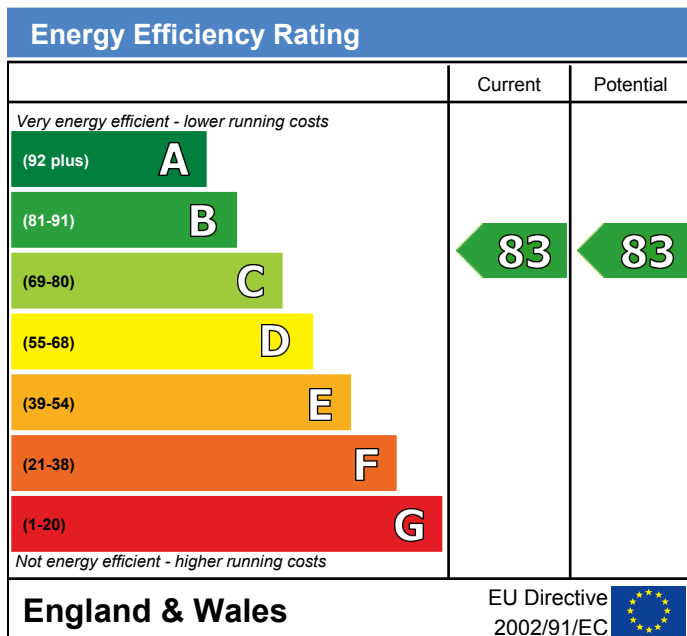 Energy Efficiency Rating
Current Potential
Very energy efficient - lower running costs
(92 plus) A
(81-91) B
83 83
(69-80) C
(55-68) D
(39-54) E
(21-38) F
(1-20) G
Not energy efficient - higher running costs
England & Wales
EU Directive
2002/91/EC